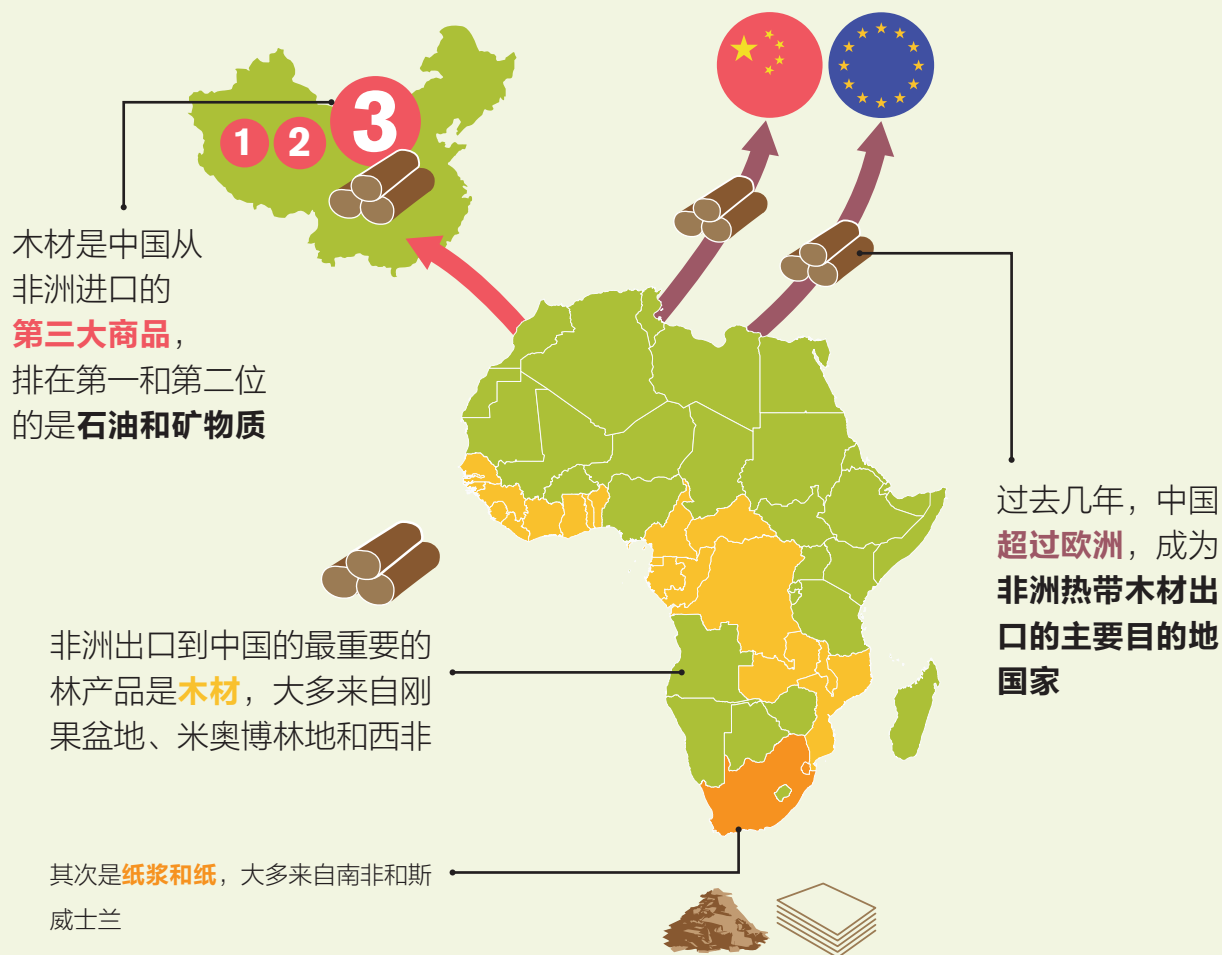 1 2 3
木材是中国从
非洲进口的
第三大商品，
排在第一和第二位
的是石油和矿物质
过去几年，中国
超过欧洲，成为
非洲热带木材出
口的主要目的地
国家
非洲出口到中国的最重要的
林产品是木材，大多来自刚
果盆地、米奥博林地和西非
其次是纸浆和纸，大多来自南非和斯
威士兰